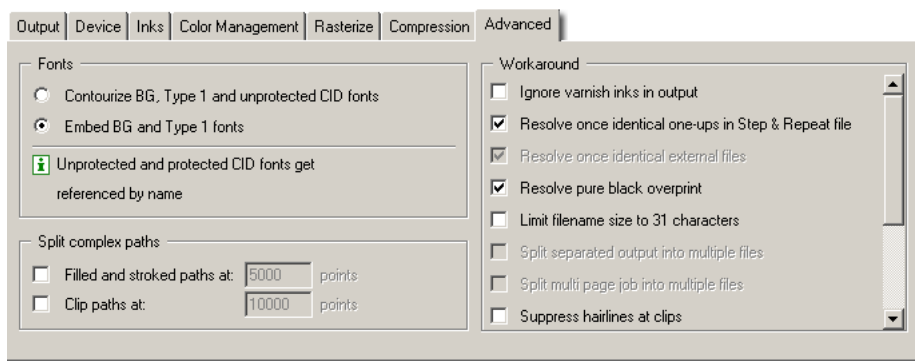 Output Device Inks Color Management Rasterize Compression Advanced
Fonts
Contourize BG, Type 1 and unprotected CID fonts
Embed BG and Type 1 fonts
Unprotected and protected CID fonts get
referenced by name
Split complex paths
Filled and stroked paths at: 5000 points
Clip paths at: 10000 points
Workaround
Ignore varnish inks in output
Resolve once identical one-ups in Step & Repeat file
Resolve once identical external files
Resolve pure black overprint
Limit filename size to 31 characters
Split separated output into multiple files
Split multi page job into multiple files
Suppress hairlines at clips